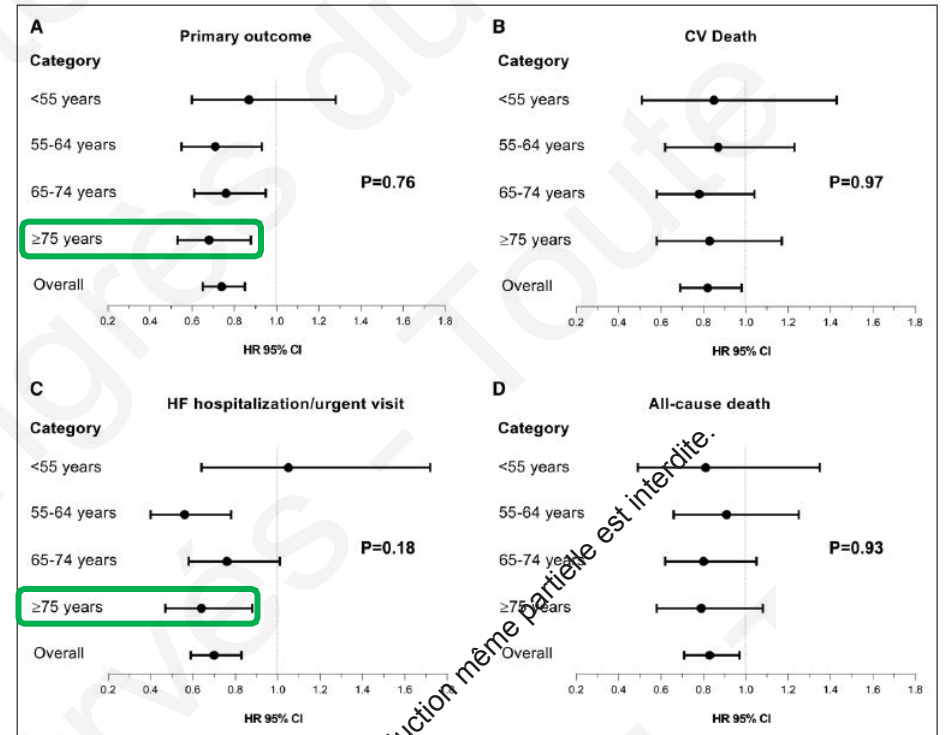 A
Primary outcome
Category
<55 years
55-64 years
65-74 years
≥75 years
Overall
P=0.76
0.2 0.4 0.6 0.8 1.0 1.2 1.4 1.6 1.8
HR 95% CI
B
CV Death
Category
<55 years
55-64 years
65-74 years
≥75 years
Overall
P=0.97
0.2 0.4 0.6 0.8 1.0 1.2 1.4 1.6 1.8
HR 95% CI
C
HF hospitalization/urgent visit
Category
<55 years
55-64 years
65-74 years
≥75 years
Overall
P=0.18
0.2 0.4 0.6 0.8 1.0 1.2 1.4 1.6 1.8
HR 95% CI
D
All-cause death
Category
<55 years
55-64 years
65-74 years
≥75 years
Overall
P=0.93
0.2 0.4 0.6 0.8 1.0 1.2 1.4 1.6 1.8
HR 95% CI
même partielle est interdite.
Toute